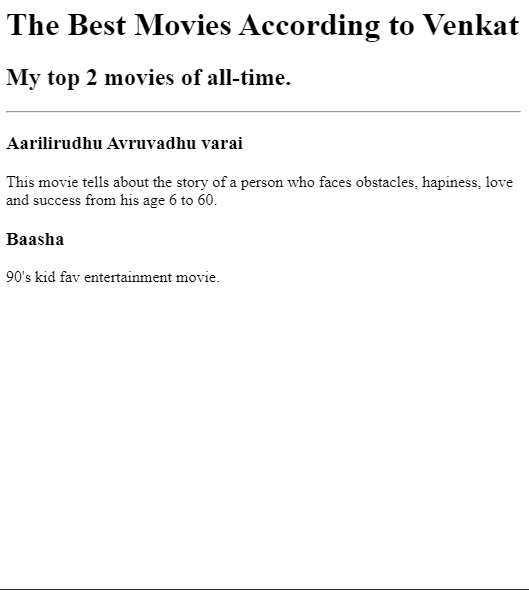 The Best Movies According to Venkat
My top 2 movies of all-time.
Aarilirudhu Avruvadhu varai
This movie tells about the story of a person who faces obstacles, hapiness, love
and success from his age 6 to 60.
Baasha
90's kid fav entertainment movie.